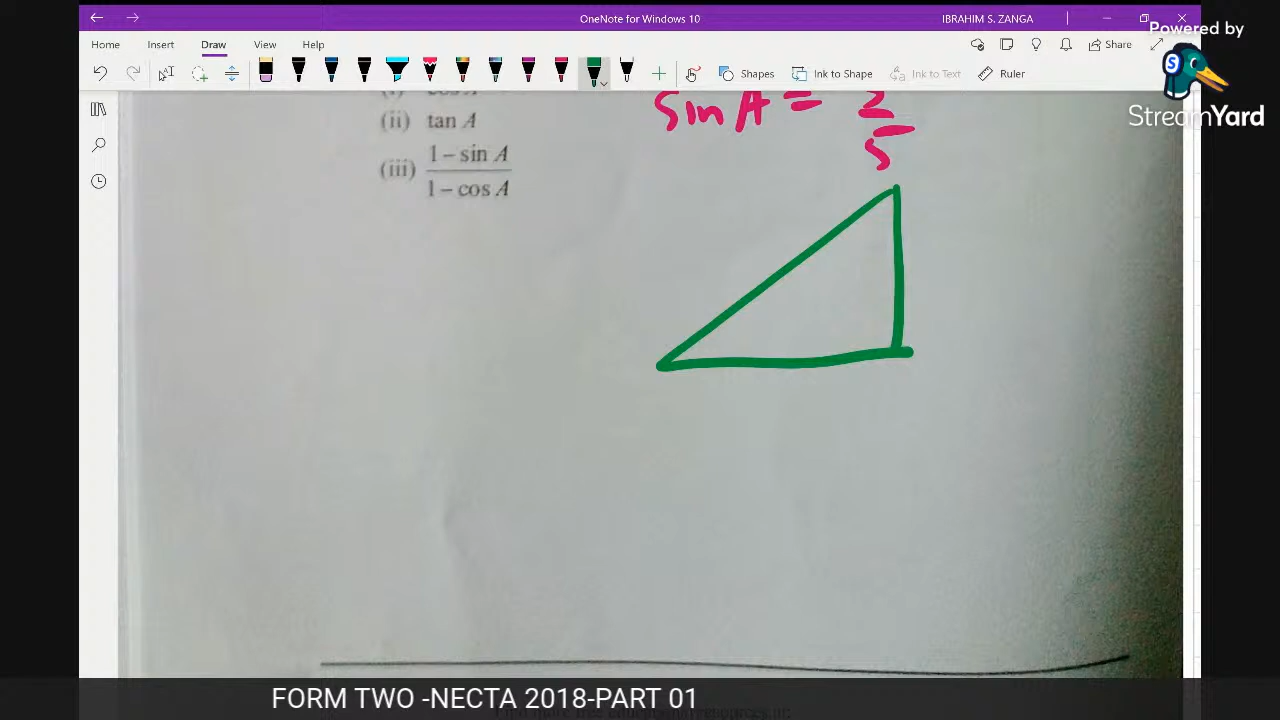 OneNote for Windows 10
IBRAHIM S. ZANGA
Powered by
Home Insert Draw View Help
Share
Shapes Ink to Shape Ink to Text Ruler
StreamYard
sin A =
5
(ii) tan A
(iii) 1 – sin A
1 – cos A
FORM TWO -NECTA 2018-PART 01